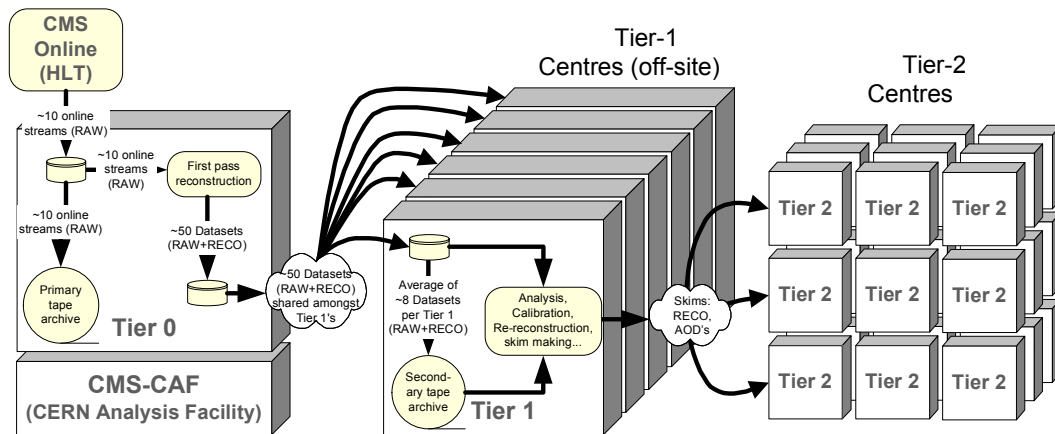 CMS
Online
(HLT)
~10 online
streams (RAW)
~10 online
streams
(RAW)
First pass
reconstruction
~10 online
streams (RAW)
~50 Datasets
(RAW+RECO)
Primary
tape
archive
Tier 0
CMS-CAF
(CERN Analysis Facility)
~50 Datasets
(RAW+RECO)
shared amongst
Tier 1's
Tier-1
Centres (off-site)
Average of
~8 Datasets
per Tier 1
(RAW+RECO)
Analysis,
Calibration,
Re-reconstruction,
skim making...
Second-
ary tape
archive
Tier 1
Skims:
RECO,
AOD's
Tier-2
Centres
Tier 2
Tier 2
Tier 2
Tier 2
Tier 2
Tier 2
Tier 2
Tier 2
Tier 2